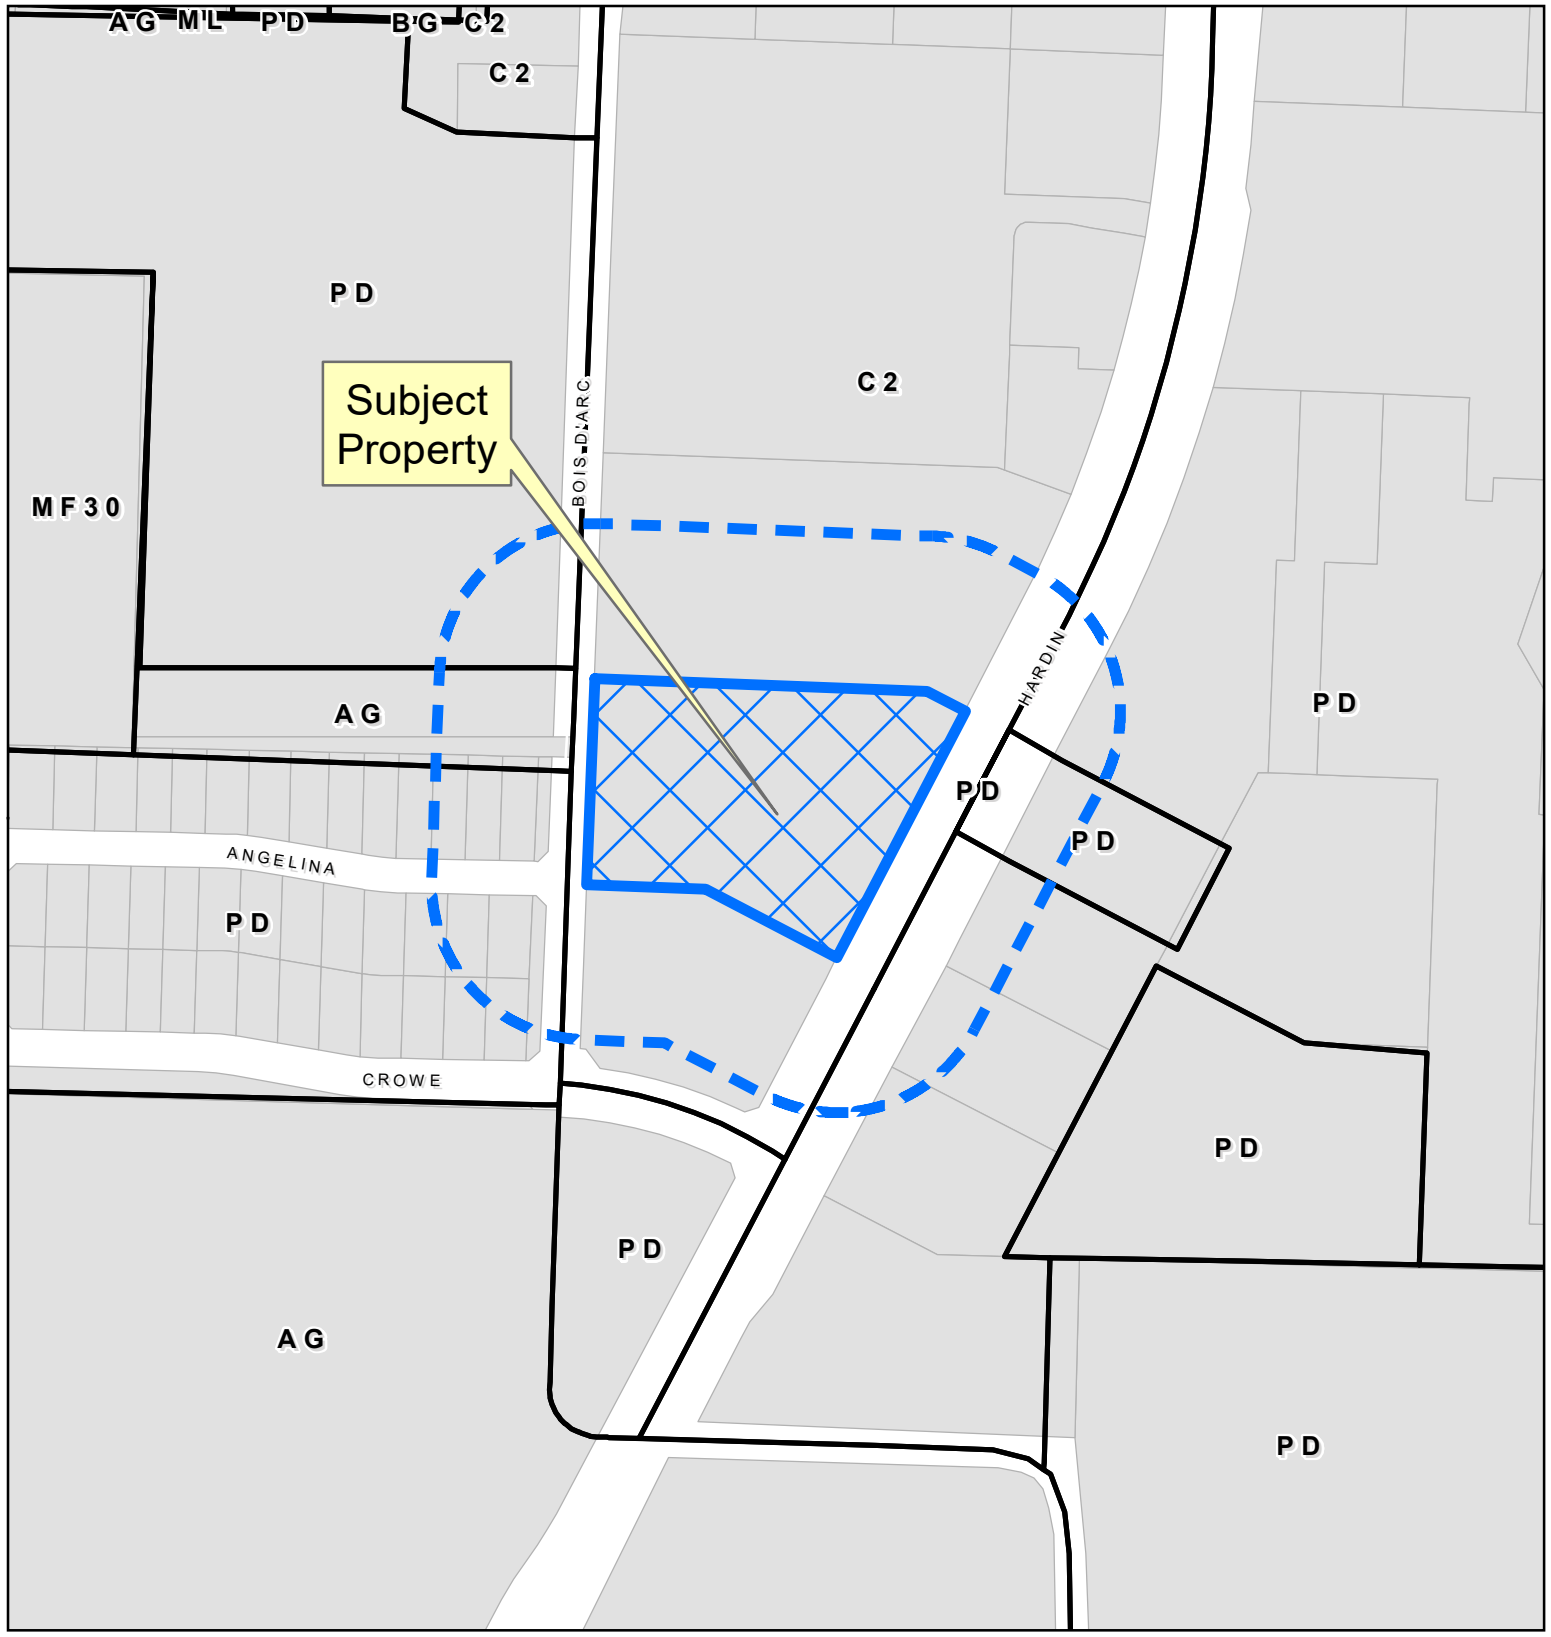 AG ML PD BG C2
C2
PD
C2
Subject
Property
BOIS D'ARC
MF30
HARDIN
PD
AG
PD
PD
ANGELINA
PD
CROWE
PD
PD
AG
PD